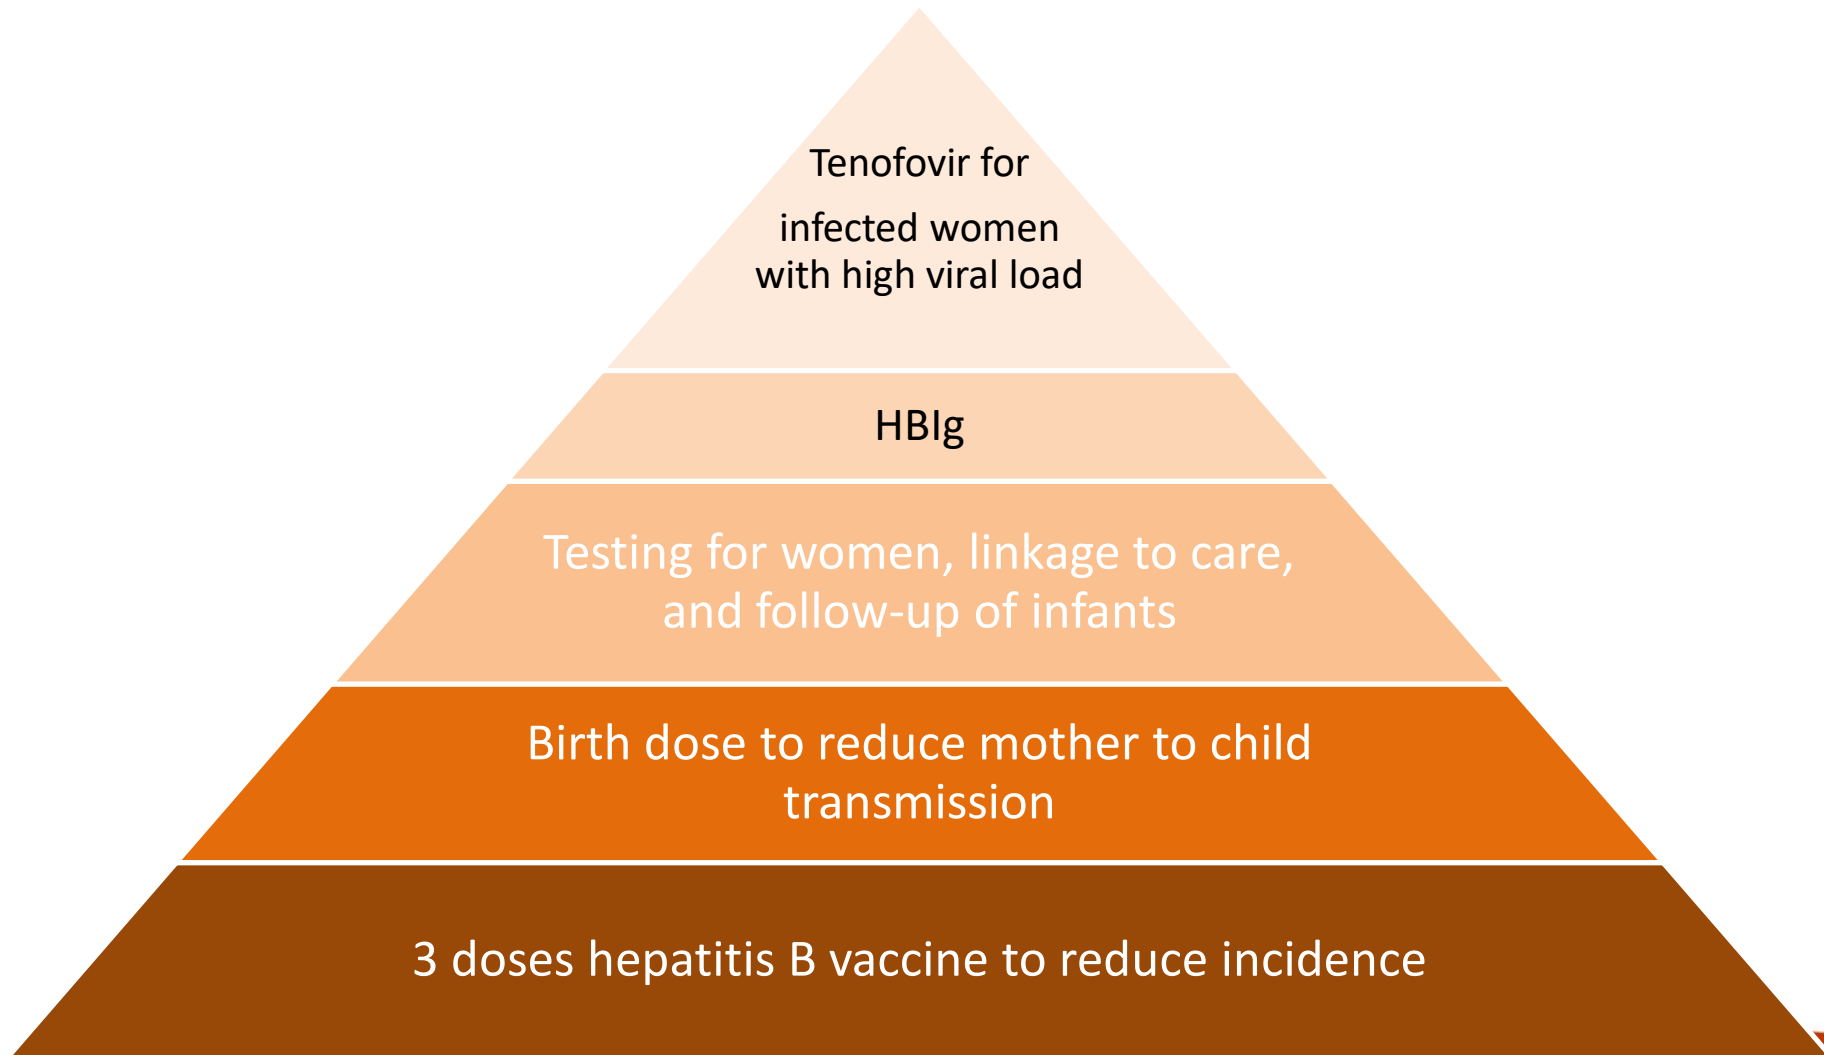 Tenofovir for
infected women
with high viral load
HBIg
Testing for women, linkage to care,
and follow-up of infants
Birth dose to reduce mother to child
transmission
3 doses hepatitis B vaccine to reduce incidence